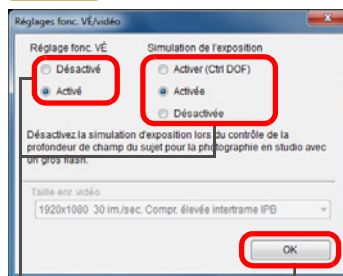 Réglages fonc. VÉ/vidéo
Réglage fonc. VÉ
Simulation de l'exposition
Désactivé
Activer (Ctrl DOF)
Activé
Activée
Désactivée
Désactivez la simulation d'exposition lors du contrôle de la
profondeur de champ du sujet pour la photographie en studio avec
un gros flash.
Taille enr. vidéo
1920x1080 30 im./sec. Compr. élevée intertrame IPB
OK